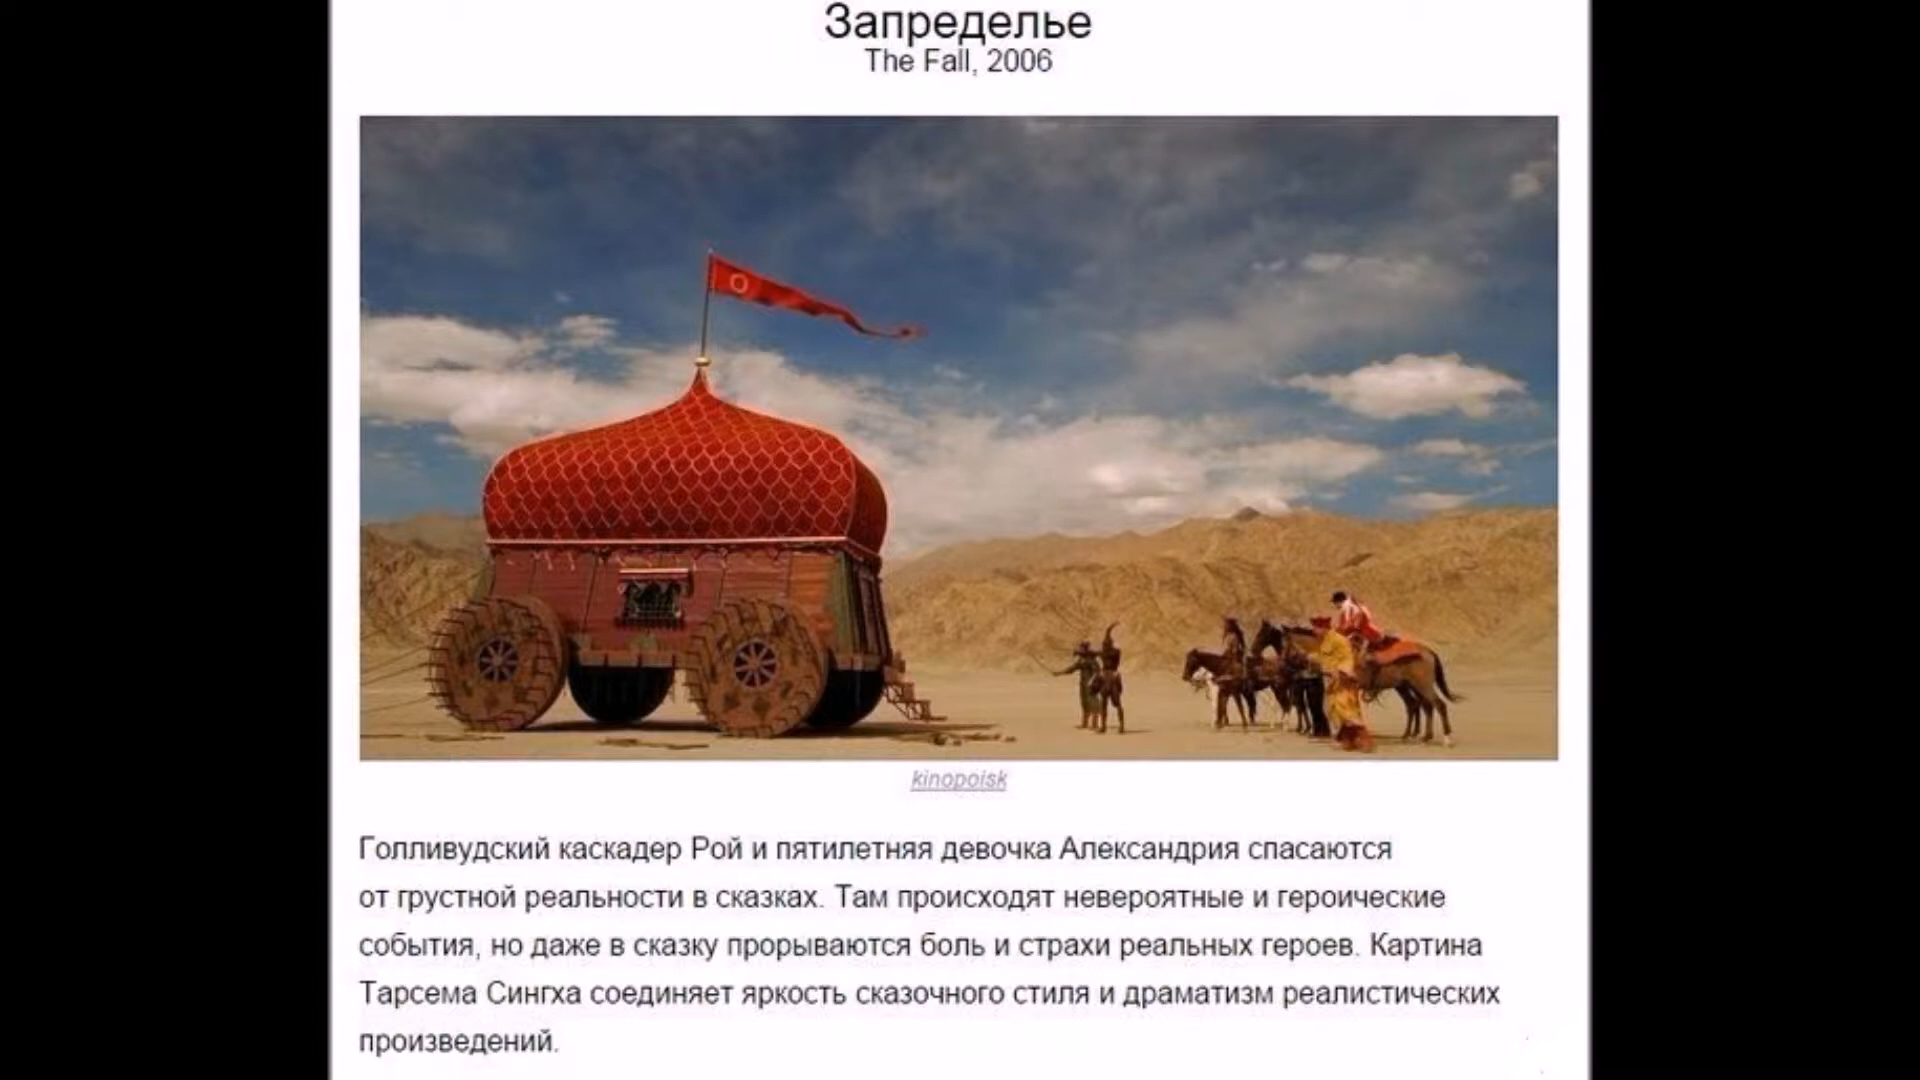 Запределье
The Fall, 2006
kinopoisk
Голливудский каскадер Рой и пятилетняя девочка Александрия спасаются
от грустной реальности в сказках. Там происходят невероятные и героические
события, но даже в сказку прорываются боль и страхи реальных героев. Картина
Тарсема Сингха соединяет яркость сказочного стиля и драматизм реалистических
произведений.